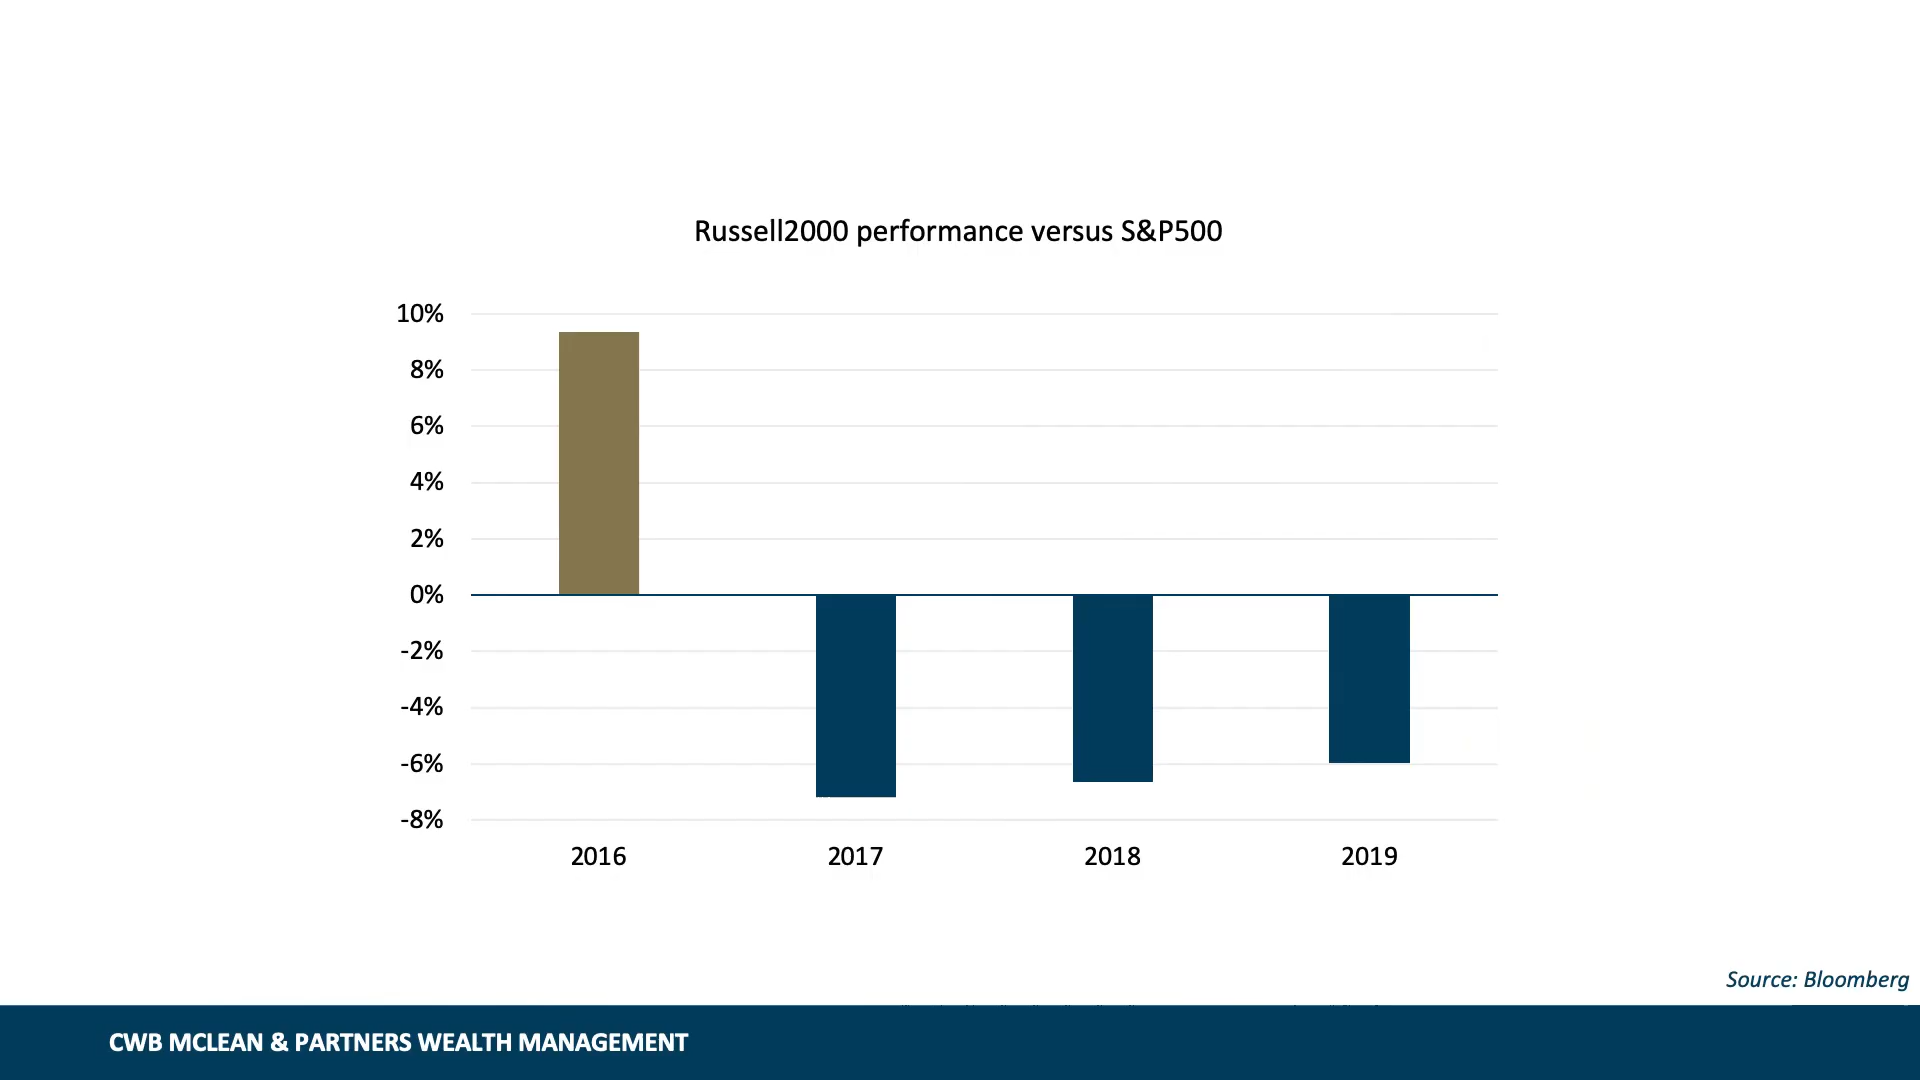 Russell2000 performance versus S&P500
10%
8%
6%
4%
2%
0%
-2%
-4%
-6%
-8%
2016 2017 2018 2019
Source: Bloomberg
CWB MCLEAN & PARTNERS WEALTH MANAGEMENT